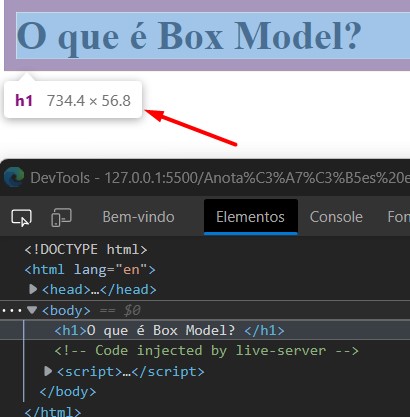 O que é Box Model?
h1 734.4 × 56.8
DevTools - 127.0.0.1:5500/Anota%C3%A7%C3%B5es%20e
Bem-vindo Elementos Console Fon
<!DOCTYPE html>
<html lang="en">
<head>…</head>
<body> == $0
<h1>O que é Box Model? </h1>
<!-- Code injected by live-server -->
<script>…</script>
</body>
</html>